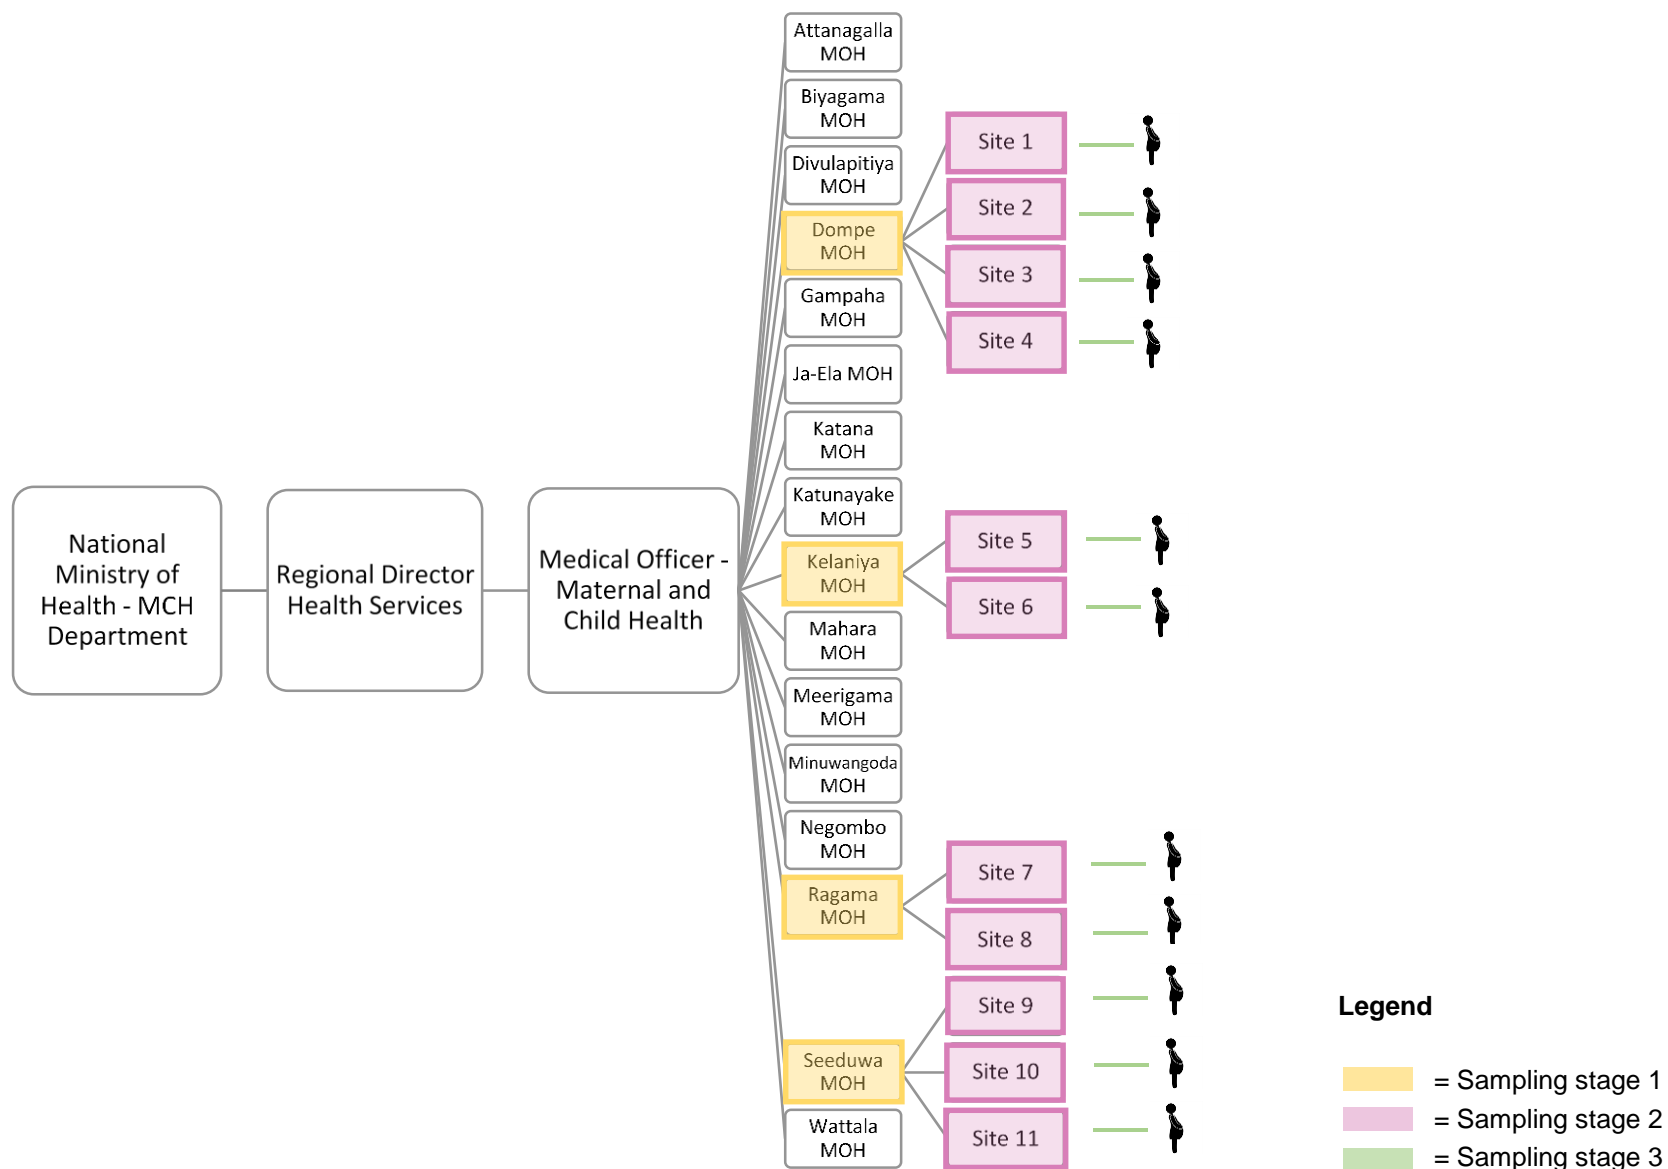 National
Ministry of
Health - MCH
Department
Regional Director
Health Services
Medical Officer -
Maternal and
Child Health
Attanagalla
MOH
Biyagama
MOH
Divulapitiya
MOH
Dompe
MOH
Gampaha
MOH
Ja-Ela MOH
Katana
MOH
Katunayake
MOH
Kelaniya
MOH
Mahara
MOH
Meerigama
MOH
Minuwangoda
MOH
Negombo
MOH
Ragama
MOH
Seeduwa
MOH
Wattala
MOH
Site 1
Site 2
Site 3
Site 4
Site 5
Site 6
Site 7
Site 8
Site 9
Site 10
Site 11
Legend
= Sampling stage 1
= Sampling stage 2
= Sampling stage 3